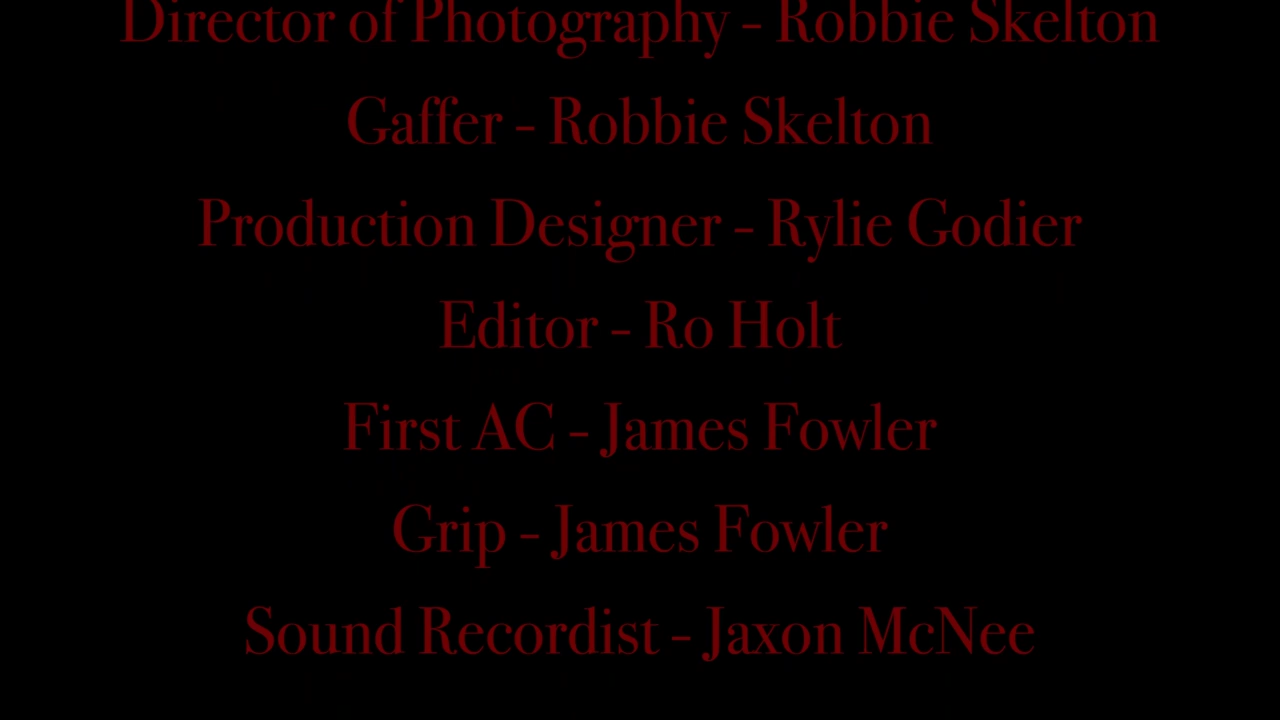 Director of Photography - Robbie Skelton
Gaffer - Robbie Skelton
Production Designer - Rylie Godier
Editor - Ro Holt
First AC - James Fowler
Grip - James Fowler
Sound Recordist - Jaxon McNee